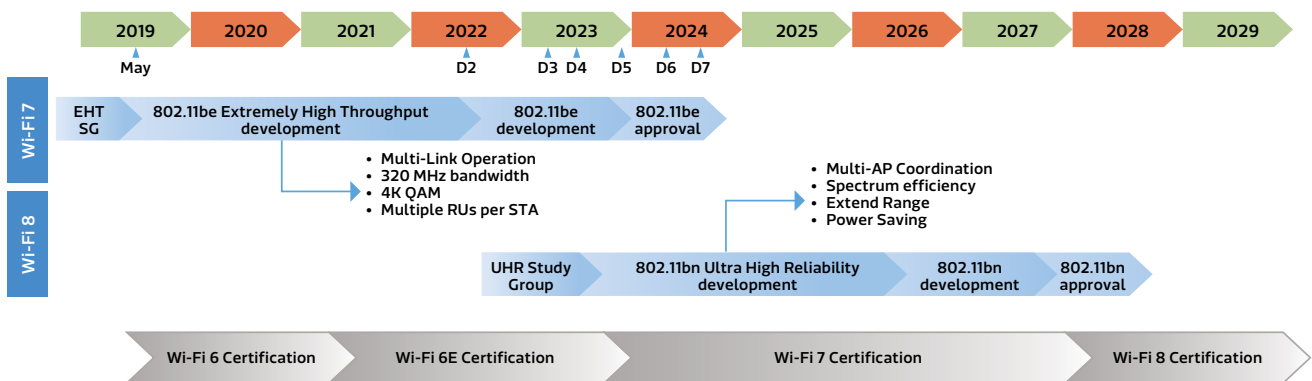 2019 2020 2021 2022 2023 2024 2025 2026 2027 2028 2029
May D2 D3 D4 D5 D6 D7
Wi-Fi 7
EHT
SG
802.11be Extremely High Throughput
development
802.11be
development
802.11be
approval
• Multi-Link Operation
• 320 MHz bandwidth
• 4K QAM
• Multiple RUs per STA
• Multi-AP Coordination
• Spectrum efficiency
• Extend Range
• Power Saving
Wi-Fi 8
UHR Study
Group
802.11bn Ultra High Reliability
development
802.11bn
development
802.11bn
approval
Wi-Fi 6 Certification Wi-Fi 6E Certification Wi-Fi 7 Certification Wi-Fi 8 Certification